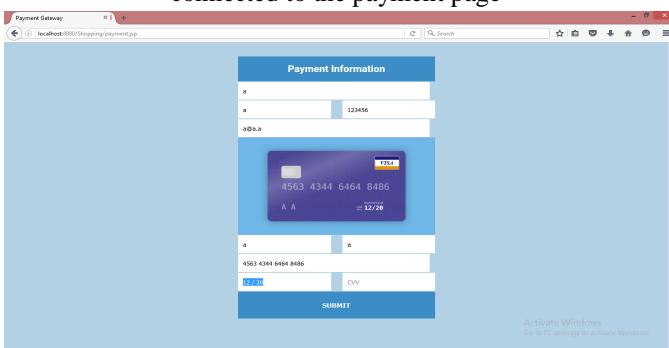 connected to the payment page
Payment Gateway
localhost:8080/Shopping/payment.jsp
Search
Payment Information
a
a 123456
a@a.a
VISA
4563 4344 6464 8486
A A 12/20
a a
4563 4344 6464 8486
12 / 20 CVV
SUBMIT
Activate Windows
Go to PC settings to activate Windows.